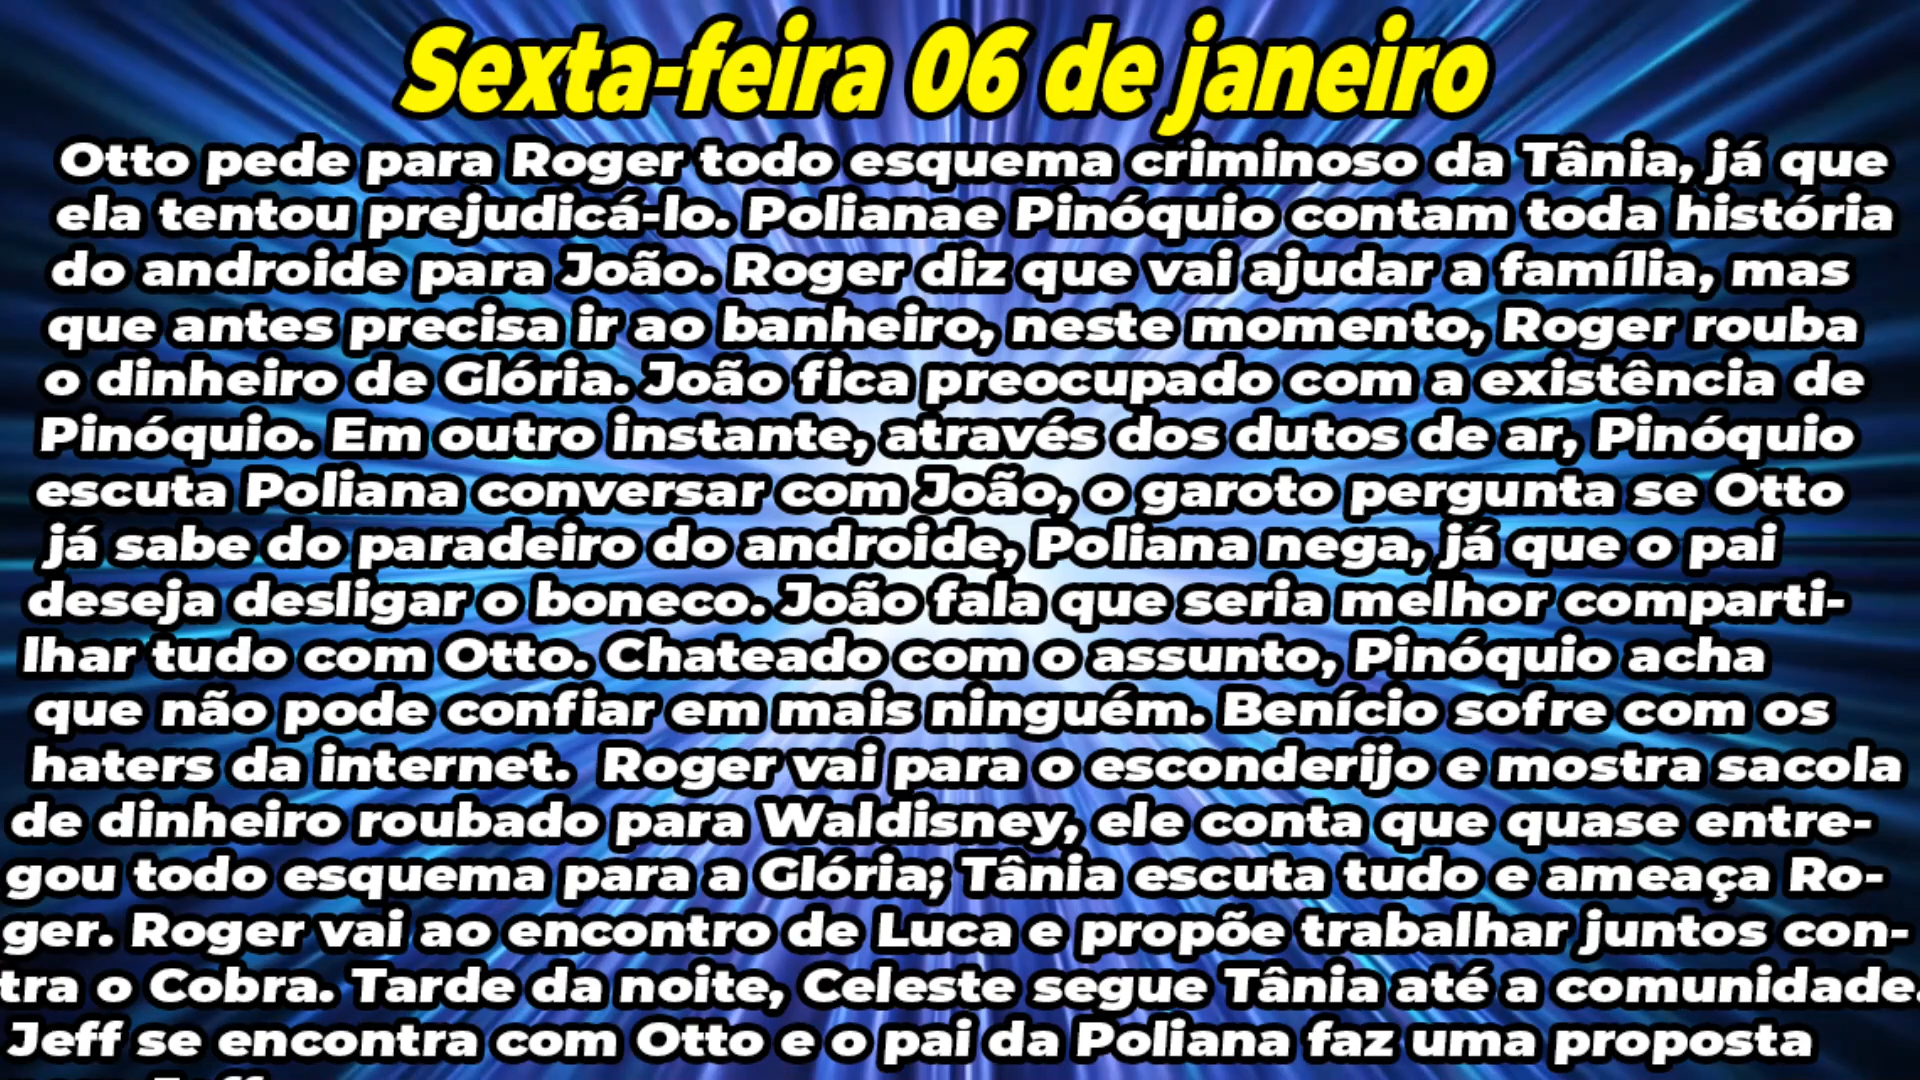 Sexta-feira 06 de janeiro
Otto pede para Roger todo esquema criminoso da Tânia, já que
ela tentou prejudicá-lo. Polianae Pinóquio contam toda história
do androide para João. Roger diz que vai ajudar a família, mas
que antes precisa ir ao banheiro, neste momento, Roger rouba
o dinheiro de Glória. João fica preocupado com a existência de
Pinóquio. Em outro instante, através dos dutos de ar, Pinóquio
escuta Poliana conversar com João, o garoto pergunta se Otto
já sabe do paradeiro do androide, Poliana nega, já que o pai
deseja desligar o boneco. João fala que seria melhor comparti-
lhar tudo com Otto. Chateado com o assunto, Pinóquio acha
que não pode confiar em mais ninguém. Benício sofre com os
haters da internet. Roger vai para o esconderijo e mostra sacola
de dinheiro roubado para Waldisney, ele conta que quase entre-
gou todo esquema para a Glória; Tânia escuta tudo e ameaça Ro-
ger. Roger vai ao encontro de Luca e propõe trabalhar juntos con-
tra o Cobra. Tarde da noite, Celeste segue Tânia até a comunidade.
Jeff se encontra com Otto e o pai da Poliana faz uma proposta